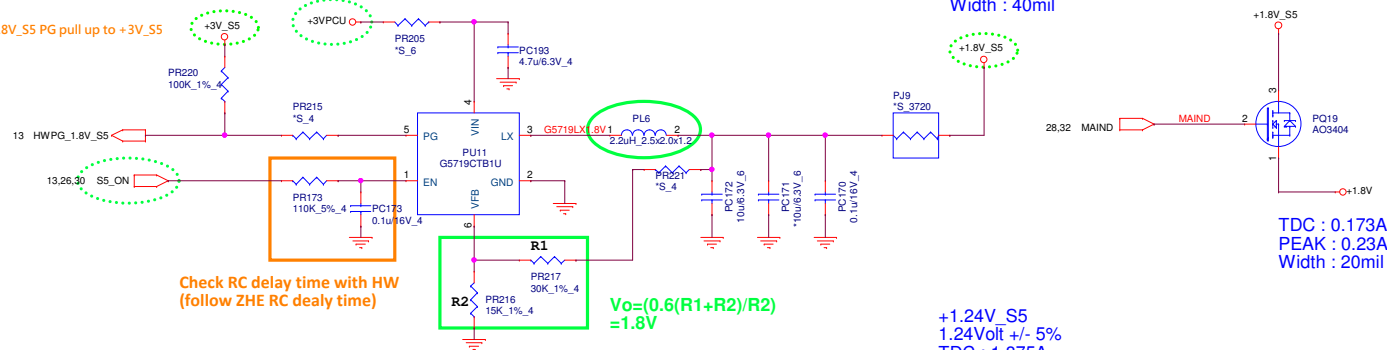 Width : 40mil
8V_S5 PG pull up to +3V_S5
+3V_S5
+3VPCU
PR205
*S_6
PC193
4.7u/6.3V_4
PR220
100K_1%_4
+1.8V_S5
+1.8V_S5
13 HWPG_1.8V_S5
PR215
*S_4
5
PG
4
VIN
LX
3
G5719LX1.8V
PL6
1
2
2.2uH_2.5x2.0x1.2
PJ9
*S_3720
28,32 MAIND
MAIND
2
3
1
PQ19
AO3404
PU11
G5719CTB1U
13,26,30 S5_ON
PR173
110K_5%_4
PC173
0.1u/16V_4
1
EN
GND
2
VFB
6
PR221
*S_4
PC172
10u/6.3V_6
PC171
*10u/6.3V_6
PC170
0.1u/16V_4
+1.8V
TDC : 0.173A
PEAK : 0.23A
Width : 20mil
Check RC delay time with HW
(follow ZHE RC dealy time)
R1
PR217
30K_1%_4
R2
PR216
15K_1%_4
Vo=(0.6(R1+R2)/R2)
=1.8V
+1.24V_S5
1.24Volt +/- 5%
TDC : 1.875A